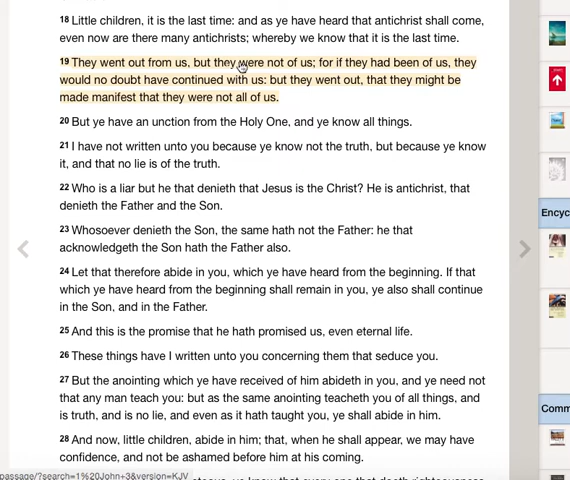 18 Little children, it is the last time: and as ye have heard that antichrist shall come,
even now are there many antichrists; whereby we know that it is the last time.
19 They went out from us, but they were not of us; for if they had been of us, they
would no doubt have continued with us: but they went out, that they might be
made manifest that they were not all of us.
20 But ye have an unction from the Holy One, and ye know all things.
21 I have not written unto you because ye know not the truth, but because ye know
it, and that no lie is of the truth.
22 Who is a liar but he that denieth that Jesus is the Christ? He is antichrist, that
denieth the Father and the Son.
23 Whosoever denieth the Son, the same hath not the Father: he that
acknowledgeth the Son hath the Father also.
24 Let that therefore abide in you, which ye have heard from the beginning. If that
which ye have heard from the beginning shall remain in you, ye also shall continue
in the Son, and in the Father.
25 And this is the promise that he hath promised us, even eternal life.
26 These things have I written unto you concerning them that seduce you.
27 But the anointing which ye have received of him abideth in you, and ye need not
that any man teach you: but as the same anointing teacheth you of all things, and
is truth, and is no lie, and even as it hath taught you, ye shall abide in him.
28 And now, little children, abide in him; that, when he shall appear, we may have
confidence, and not be ashamed before him at his coming.
passage/?search=1%20John+3&version=KJV
Encyc
Comm